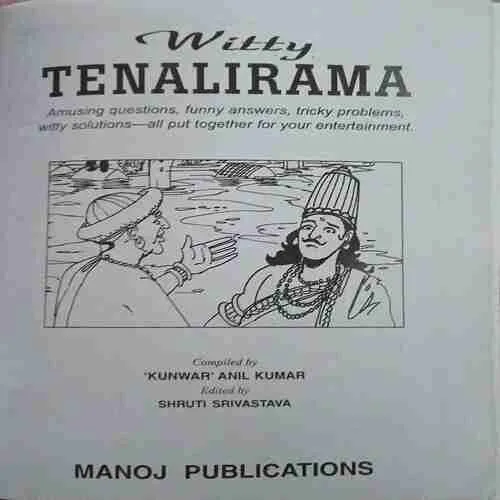 Witty
TENALIRAMA
Amusing questions, funny answers, tricky problems,
witty solutions—all put together for your entertainment.
Compiled by
'KUNWAR' ANIL KUMAR
Edited by
SHRUTI SRIVASTAVA
MANOJ PUBLICATIONS